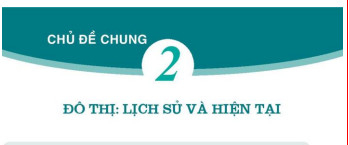 CHỦ ĐỀ CHUNG
2
ĐÔ THỊ: LỊCH SỬ VÀ HIỆN TẠI